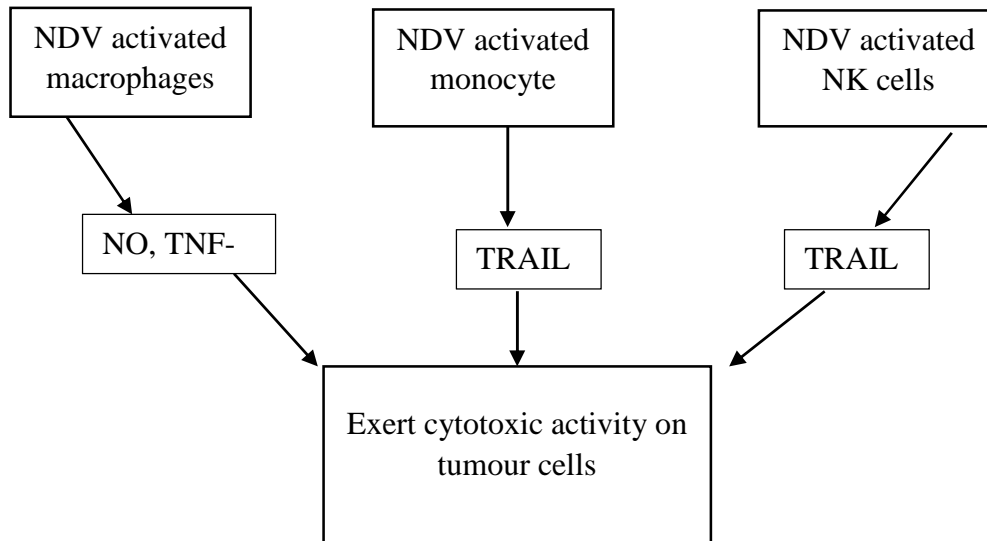 NDV activated
macrophages
NDV activated
monocyte
NDV activated
NK cells
NO, TNF-
TRAIL
TRAIL
Exert cytotoxic activity on
tumour cells